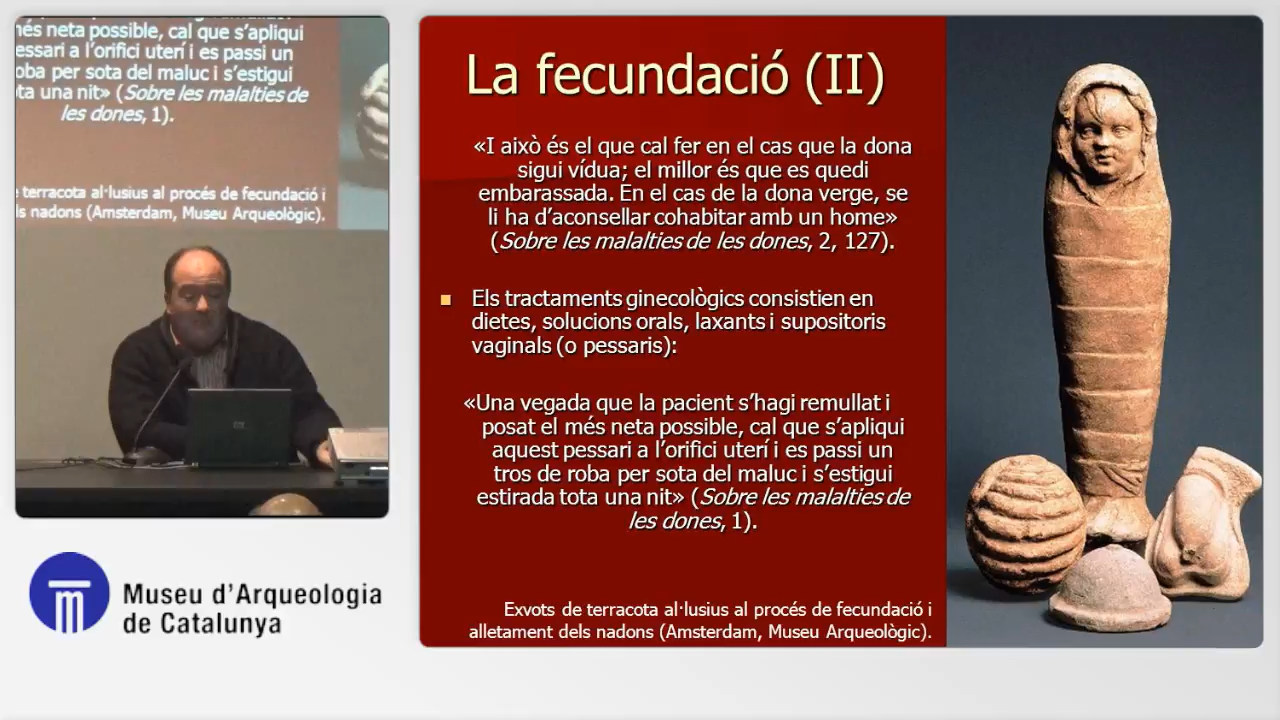 més neta possible, cal que s'apliqui
essari a l'orifici uterí i es passi un
roba per sota del maluc i s'estigui
ta una nit» (Sobre les malalties de
les dones, 1).
terracota al·lusius al procés de fecundació i
ls nadons (Amsterdam, Museu Arqueològic).
Museu d'Arqueologia
de Catalunya
La fecundació (II)
«I això és el que cal fer en el cas que la dona
sigui vídua; el millor és que es quedi
embarassada. En el cas de la dona verge, se
li ha d'aconsellar cohabitar amb un home»
(Sobre les malalties de les dones, 2, 127).
Els tractaments ginecològics consistien en
dietes, solucions orals, laxants i supositoris
vaginals (o pessaris):
«Una vegada que la pacient s'hagi remullat i
posat el més neta possible, cal que s'apliqui
aquest pessari a l'orifici uterí i es passi un
tros de roba per sota del maluc i s'estigui
estirada tota una nit» (Sobre les malalties de
les dones, 1).
Exvots de terracota al·lusius al procés de fecundació i
alletament dels nadons (Amsterdam, Museu Arqueològic).